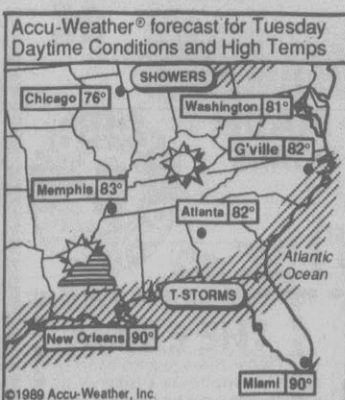 Accu-Weather® forecast for Tuesday
Daytime Conditions and High Temps
SHOWERS
Chicago 76°
Washington 81°
G'ville 82°
Memphis 83°
Atlanta 82°
Atlantic
Ocean
T-STORMS
New Orleans 90°
Miami 90°
©1989 Accu-Weather, Inc.